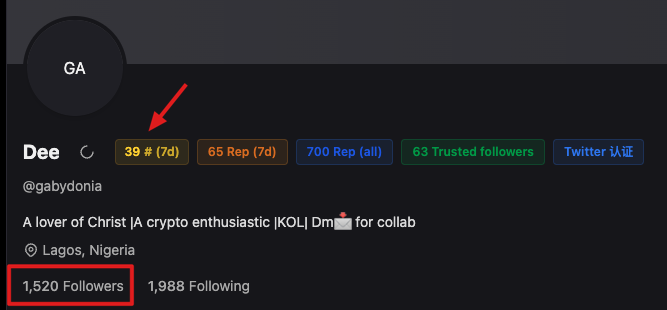 GA
Dee 39 # (7d) 65 Rep (7d) 700 Rep (all) 63 Trusted followers Twitter 认证
@gabydonia
A lover of Christ |A crypto enthusiastic |KOL| Dm📩 for collab
Lagos, Nigeria
1,520 Followers 1,988 Following